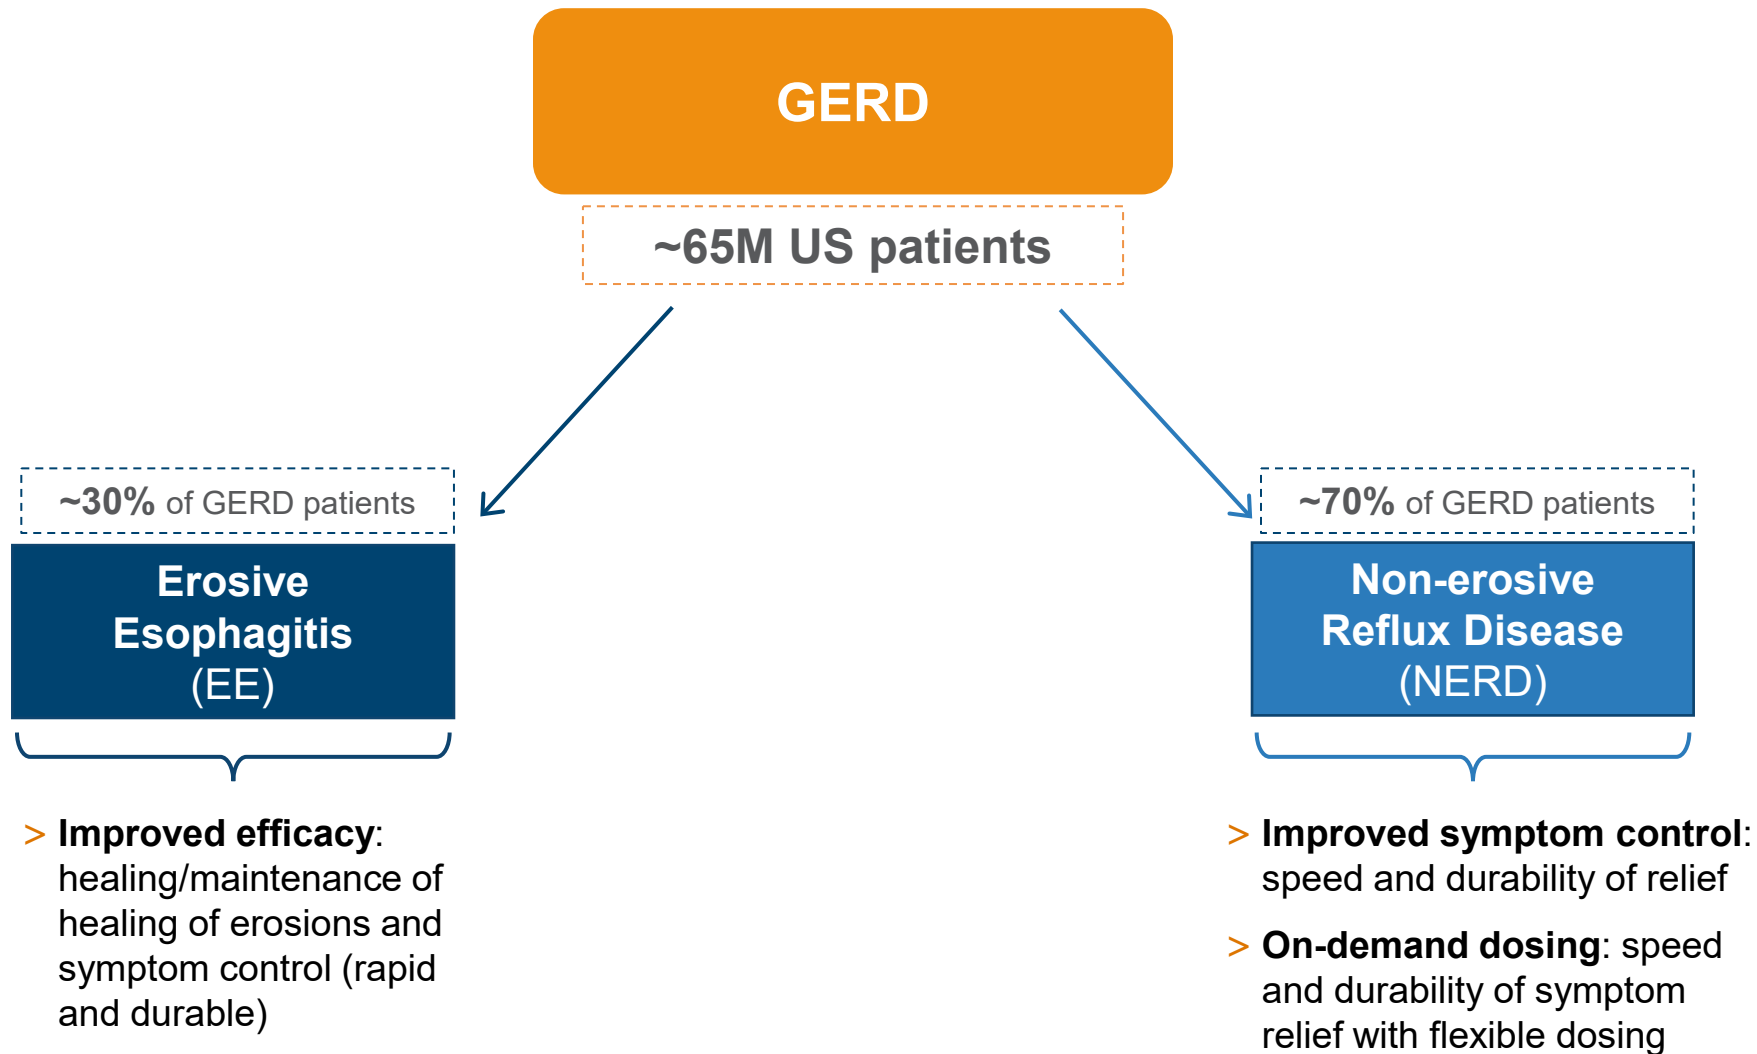 GERD
~65M US patients
~30% of GERD patients
Erosive
Esophagitis
(EE)
> Improved efficacy:
healing/maintenance of
healing of erosions and
symptom control (rapid
and durable)
~70% of GERD patients
Non-erosive
Reflux Disease
(NERD)
> Improved symptom control:
speed and durability of relief
> On-demand dosing: speed
and durability of symptom
relief with flexible dosing